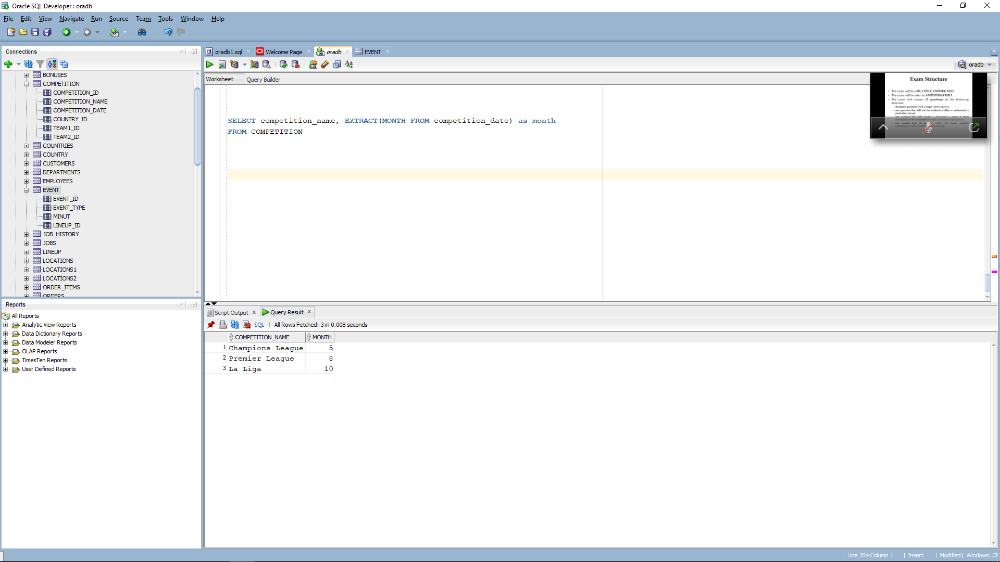 Oracle SQL Developer : oradb
File Edit View Navigate Run Source Team Tools Window Help
Connections
BONUSES
COMPETITION
COMPETITION_ID
COMPETITION_NAME
COMPETITION_DATE
COUNTRY_ID
TEAM1_ID
TEAM2_ID
COUNTRIES
COUNTRY
CUSTOMERS
DEPARTMENTS
EMPLOYEES
EVENT
EVENT_ID
EVENT_TYPE
MINUT
LINEUP_ID
JOB_HISTORY
JOBS
LINEUP
LOCATIONS
LOCATIONS1
LOCATIONS2
ORDER_ITEMS
ORDERS
Reports
All Reports
Analytic View Reports
Data Dictionary Reports
Data Modeler Reports
OLAP Reports
TimesTen Reports
User Defined Reports
oradb1.sql Welcome Page oradb EVENT
oradb
Worksheet Query Builder
SELECT competition_name, EXTRACT(MONTH FROM competition_date) as month
FROM COMPETITION
Exam Structure
• The exam will be a MULTIPLE ANSWER TEST.
• The exam will be taken in AMPHITHEATER I.
• The exam will contain 23 questions on the following
structure:
– 20 simple questions with a single correct answer;
– one question that will test the student's ability to understand a
particular concept;
Script Output Query Result
SQL All Rows Fetched: 3 in 0.008 seconds
COMPETITION_NAME MONTH
1 Champions League 5
2 Premier League 8
3 La Liga 10
Line 204 Column 1 Insert Modified Windows: CF